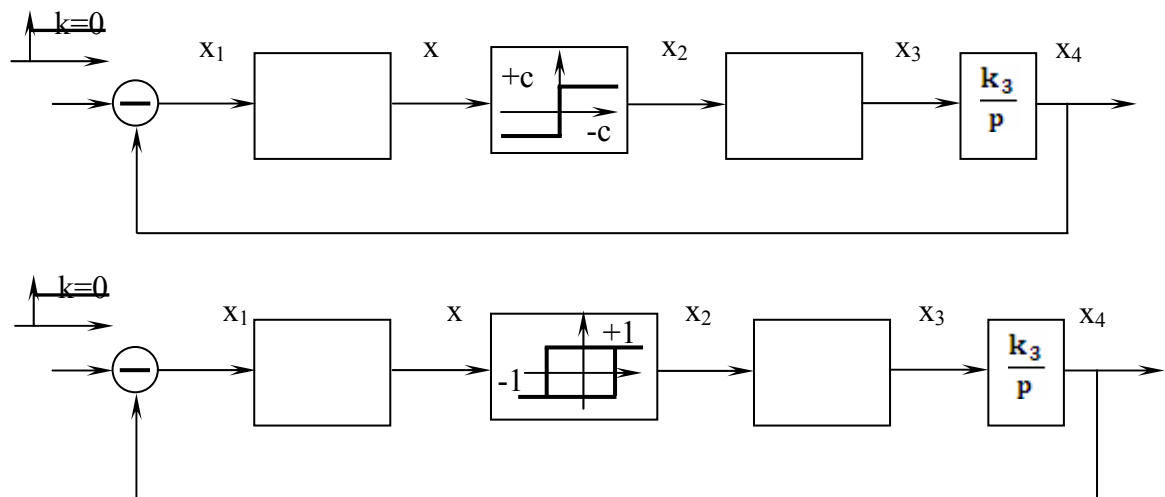 k=0
x₁ x x₂ x₃ x₄
+c
-c
k₃
p
k=0
x₁ x x₂ x₃ x₄
+1
-1
k₃
p